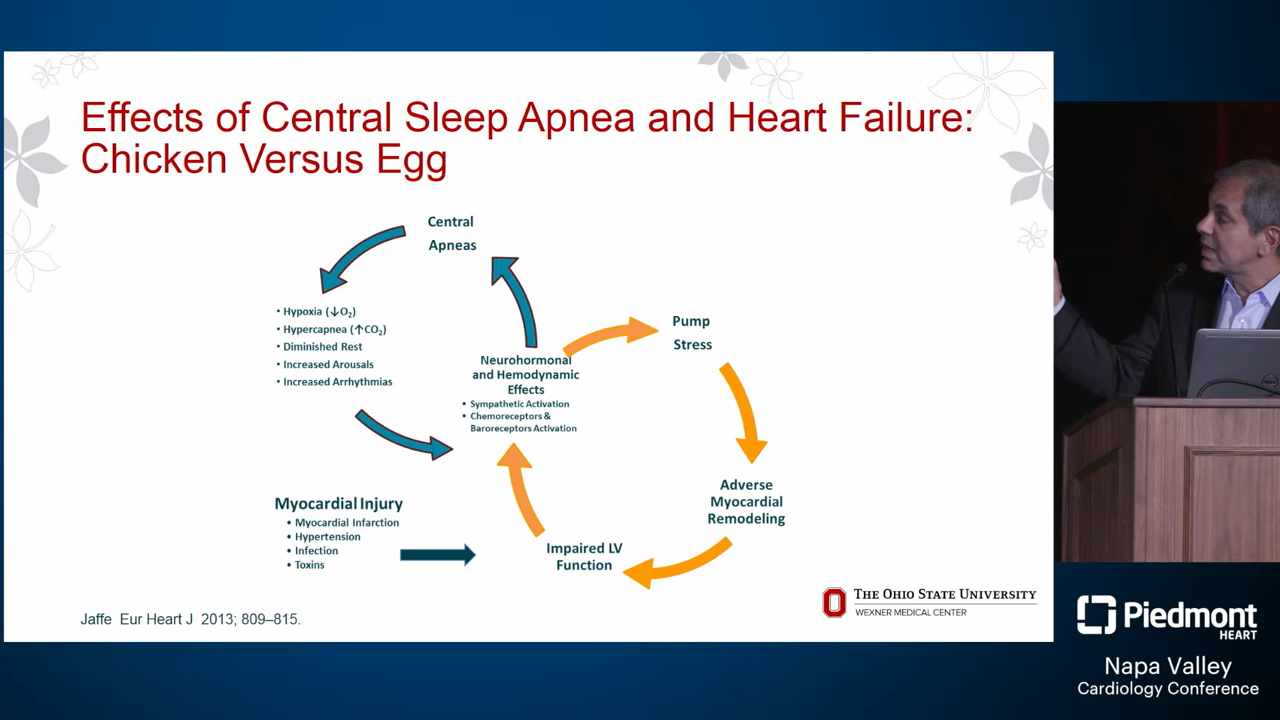 Effects of Central Sleep Apnea and Heart Failure:
Chicken Versus Egg
Central
Apneas
• Hypoxia (↓O₂)
• Hypercapnea (↑CO₂)
• Diminished Rest
• Increased Arousals
• Increased Arrhythmias
Neurohormonal
and Hemodynamic
Effects
• Sympathetic Activation
• Chemoreceptors &
Baroreceptors Activation
Pump
Stress
Adverse
Myocardial
Remodeling
Impaired LV
Function
Myocardial Injury
• Myocardial Infarction
• Hypertension
• Infection
• Toxins
Jaffe Eur Heart J 2013; 809–815.
THE OHIO STATE UNIVERSITY
WEXNER MEDICAL CENTER
DELL
Piedmont
HEART
Napa Valley
Cardiology Conference